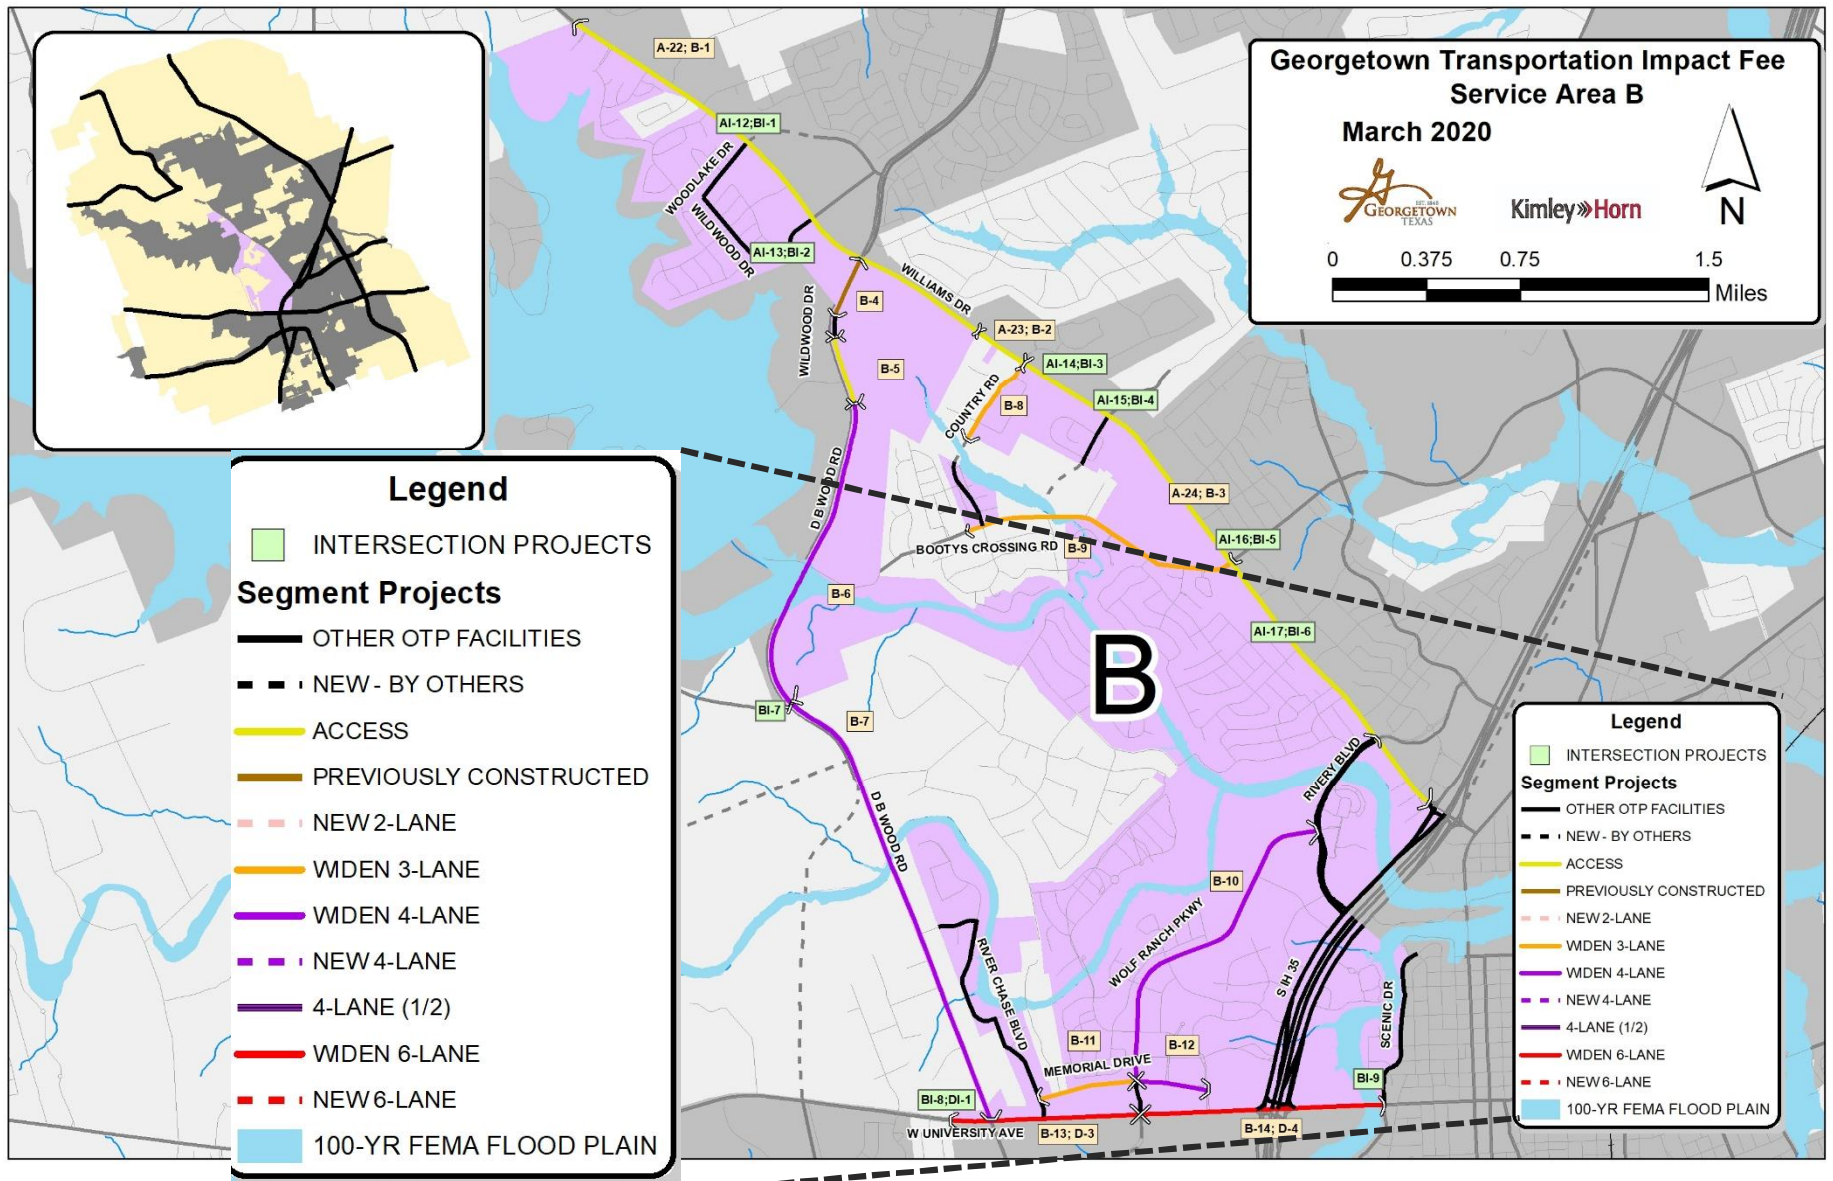 A-22; B-1
Georgetown Transportation Impact Fee
Service Area B
March 2020
EST. 1848
GEORGETOWN
TEXAS
Kimley»Horn
N
0 0.375 0.75 1.5
Miles
AI-12;BI-1
WOODLAKE DR
WILDWOOD DR
AI-13;BI-2
WILLIAMS DR
WILDWOOD DR
B-4
A-23; B-2
AI-14;BI-3
B-5
COUNTRY RD
B-8
AI-15;BI-4
D B WOOD RD
A-24; B-3
BOOTYS CROSSING RD
B-9
AI-16;BI-5
B-6
AI-17;BI-6
B
BI-7
B-7
RIVERY BLVD
D B WOOD RD
B-10
WOLF RANCH PKWY
RIVER CHASE BLVD
S IH 35
SCENIC DR
B-11
B-12
MEMORIAL DRIVE
BI-9
BI-8;DI-1
W UNIVERSITY AVE
B-13; D-3
B-14; D-4
Legend
INTERSECTION PROJECTS
Segment Projects
OTHER OTP FACILITIES
NEW - BY OTHERS
ACCESS
PREVIOUSLY CONSTRUCTED
NEW 2-LANE
WIDEN 3-LANE
WIDEN 4-LANE
NEW 4-LANE
4-LANE (1/2)
WIDEN 6-LANE
NEW 6-LANE
100-YR FEMA FLOOD PLAIN
Legend
INTERSECTION PROJECTS
Segment Projects
OTHER OTP FACILITIES
NEW - BY OTHERS
ACCESS
PREVIOUSLY CONSTRUCTED
NEW 2-LANE
WIDEN 3-LANE
WIDEN 4-LANE
NEW 4-LANE
4-LANE (1/2)
WIDEN 6-LANE
NEW 6-LANE
100-YR FEMA FLOOD PLAIN